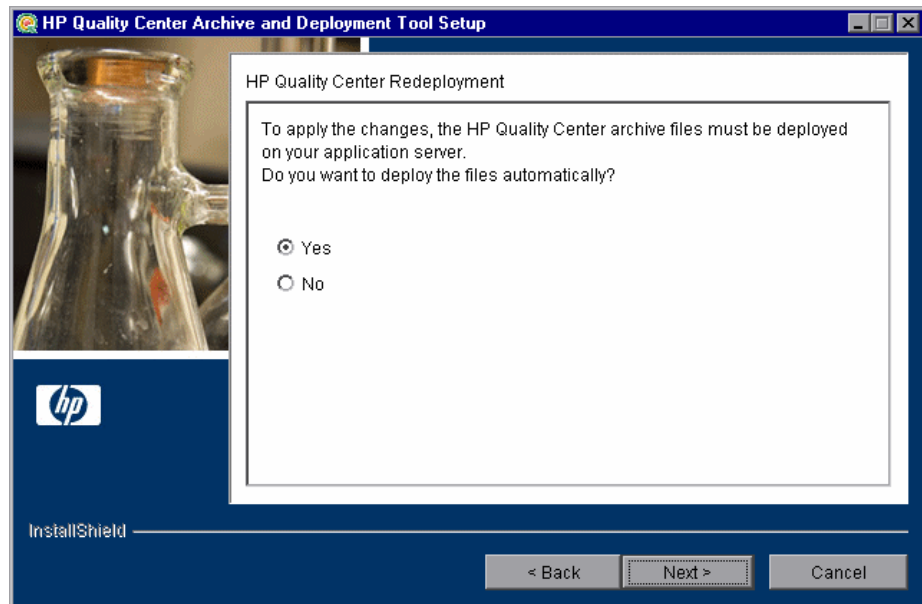 HP Quality Center Archive and Deployment Tool Setup
HP Quality Center Redeployment
To apply the changes, the HP Quality Center archive files must be deployed
on your application server.
Do you want to deploy the files automatically?
Yes
No
hp
InstallShield
< Back
Next >
Cancel